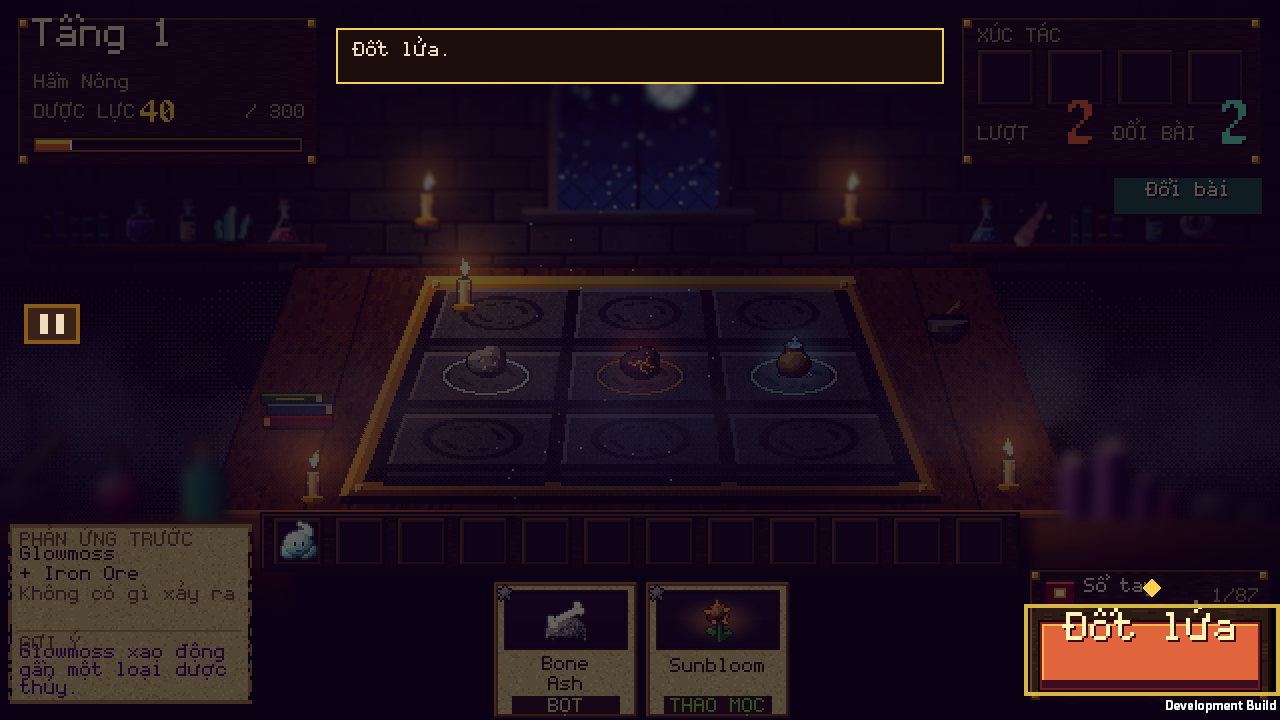 Tầng 1
Hầm Nông
DƯỢC LỰC 40 / 300
Đốt lửa.
XÚC TÁC
LƯỢT 2 ĐỔI BÀI 2
Đổi bài
PHẢN ỨNG TRƯỚC
Glowmoss
+ Iron Ore
Không có gì xảy ra
GỢI Ý
Glowmoss xao động
gần một loại dược
thủy.
Bone
Ash
BỘT
Sunbloom
THẢO MỘC
Sổ tay
1/87
Đốt lửa
Development Build